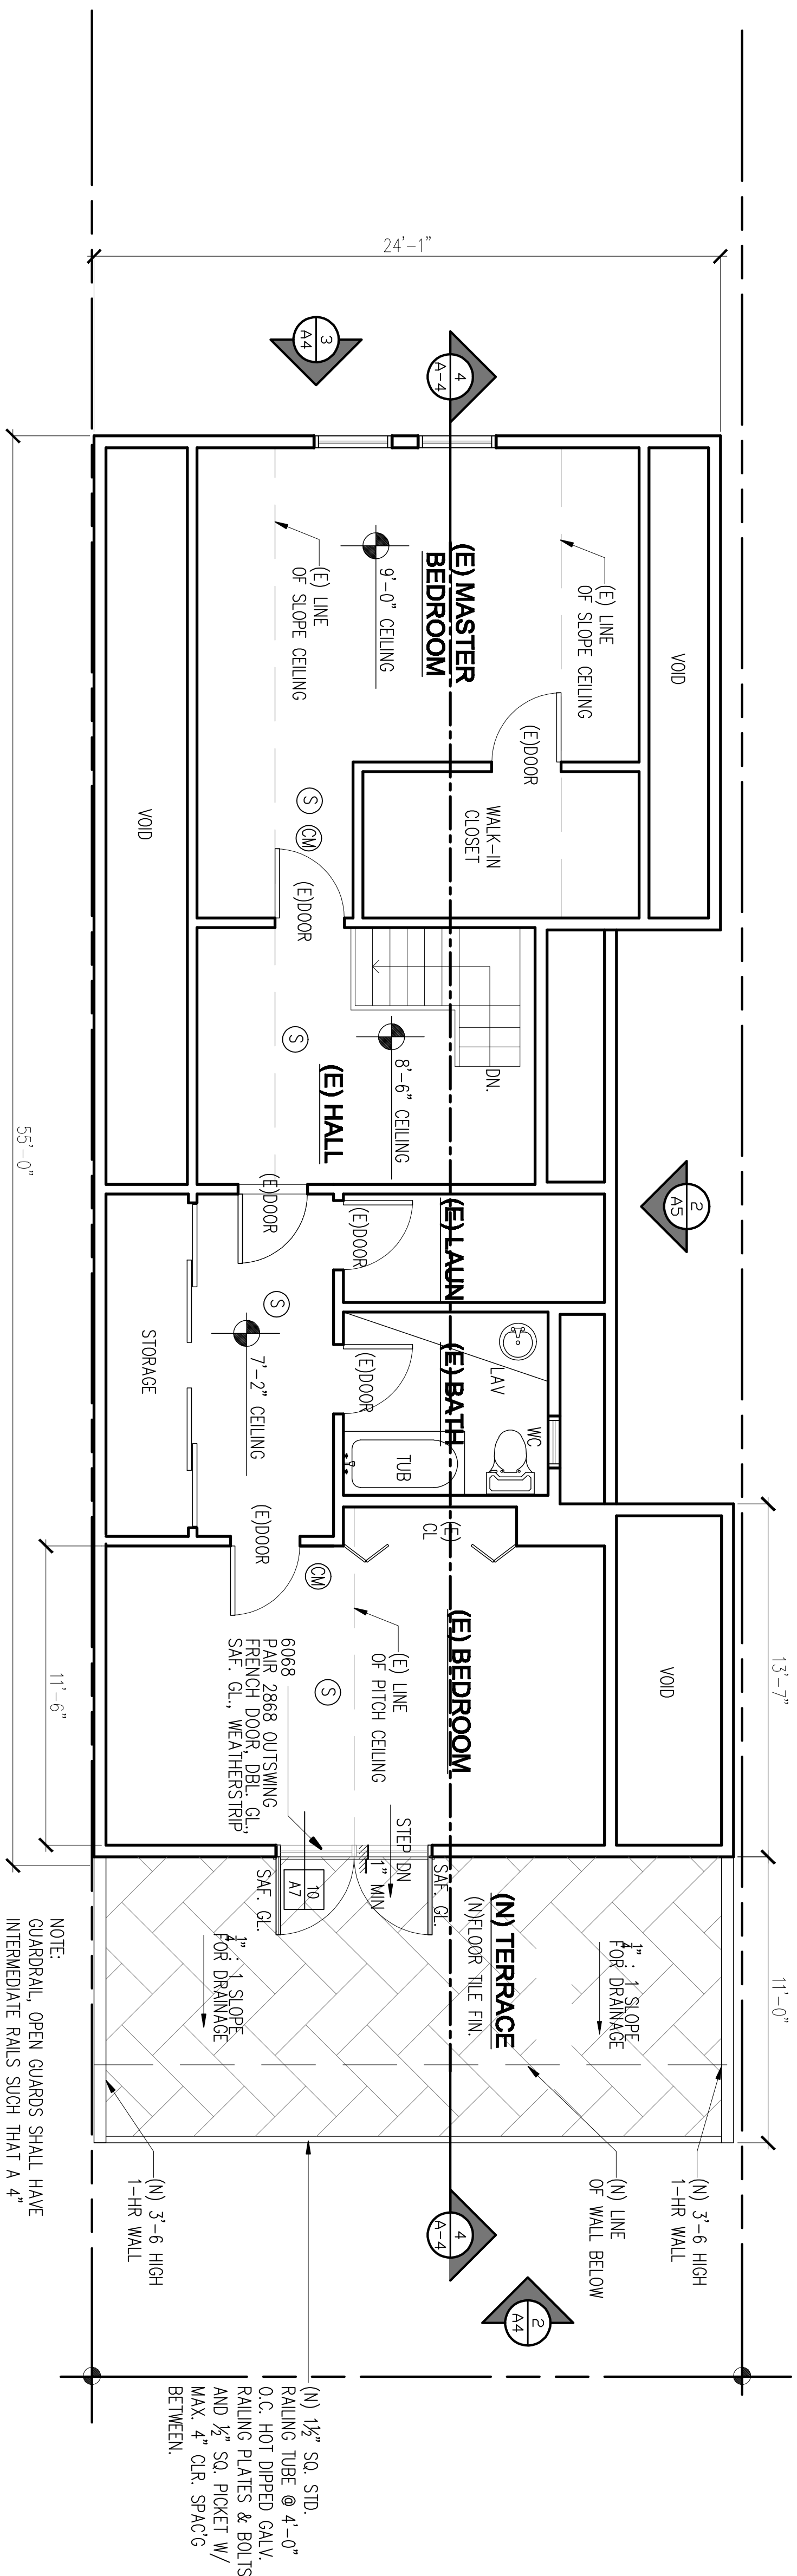 24'-1"
3
A4
4
A-4
(E) LINE
OF SLOPE CEILING
(E) MASTER
BEDROOM
9'-0" CEILING
(E) LINE
OF SLOPE CEILING
VOID
(E)DOOR
WALK-IN
CLOSET
VOID
S
CM
(E)DOOR
DN.
8'-6" CEILING
S
(E) HALL
55'-0"
2
A5
(E)DOOR
(E)DOOR
(E) LAUN
S
7'-2" CEILING
STORAGE
(E)DOOR
(E) BATH
LAV
WC
TUB
(E)DOOR
(E)
CL
CM
13'-7"
11'-6"
VOID
(E) BEDROOM
(E) LINE
OF PITCH CEILING
S
6068
PAIR 2868 OUTSWING
FRENCH DOOR, DBL. GL.,
SAF. GL., WEATHERSTRIP
STEP DN
1" MIN
SAF. GL.
SAF. GL.
10
A7
(N) TERRACE
(N)FLOOR TILE FIN.
11'-0"
1/4" : 1 SLOPE
FOR DRAINAGE
1/4" : 1 SLOPE
FOR DRAINAGE
(N) 3'-6 HIGH
1-HR WALL
(N) LINE
OF WALL BELOW
(N) 3'-6 HIGH
1-HR WALL
4
A-4
2
A4
NOTE:
GUARDRAIL, OPEN GUARDS SHALL HAVE
INTERMEDIATE RAILS SUCH THAT A 4"
(N) 1½" SQ. STD.
RAILING TUBE @ 4'-0"
O.C. HOT DIPPED GALV.
RAILING PLATES & BOLTS
AND ½" SQ. PICKET W/
MAX. 4" CLR. SPAC'G
BETWEEN.